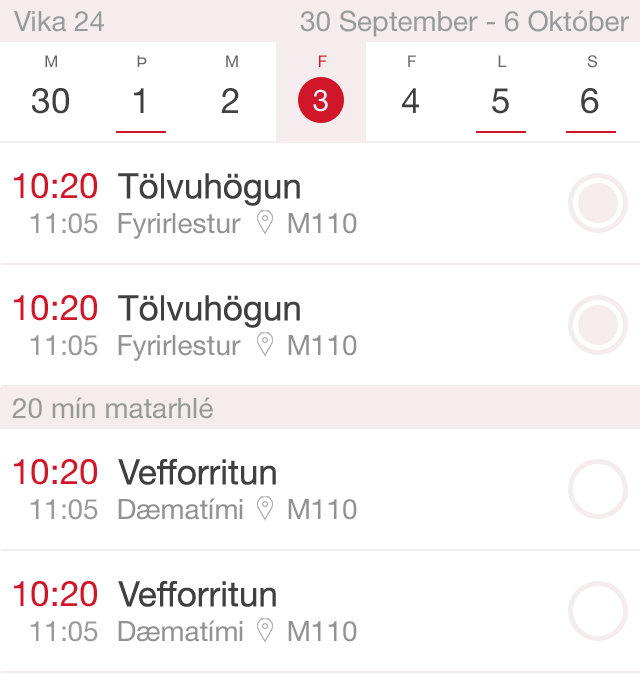 Vika 24 30 September - 6 Október
M Þ M F F L S
30 1 2 3 4 5 6
10:20 Tölvuhögun
11:05 Fyrirlestur M110
10:20 Tölvuhögun
11:05 Fyrirlestur M110
20 mín matarhlé
10:20 Vefforritun
11:05 Dæmatími M110
10:20 Vefforritun
11:05 Dæmatími M110